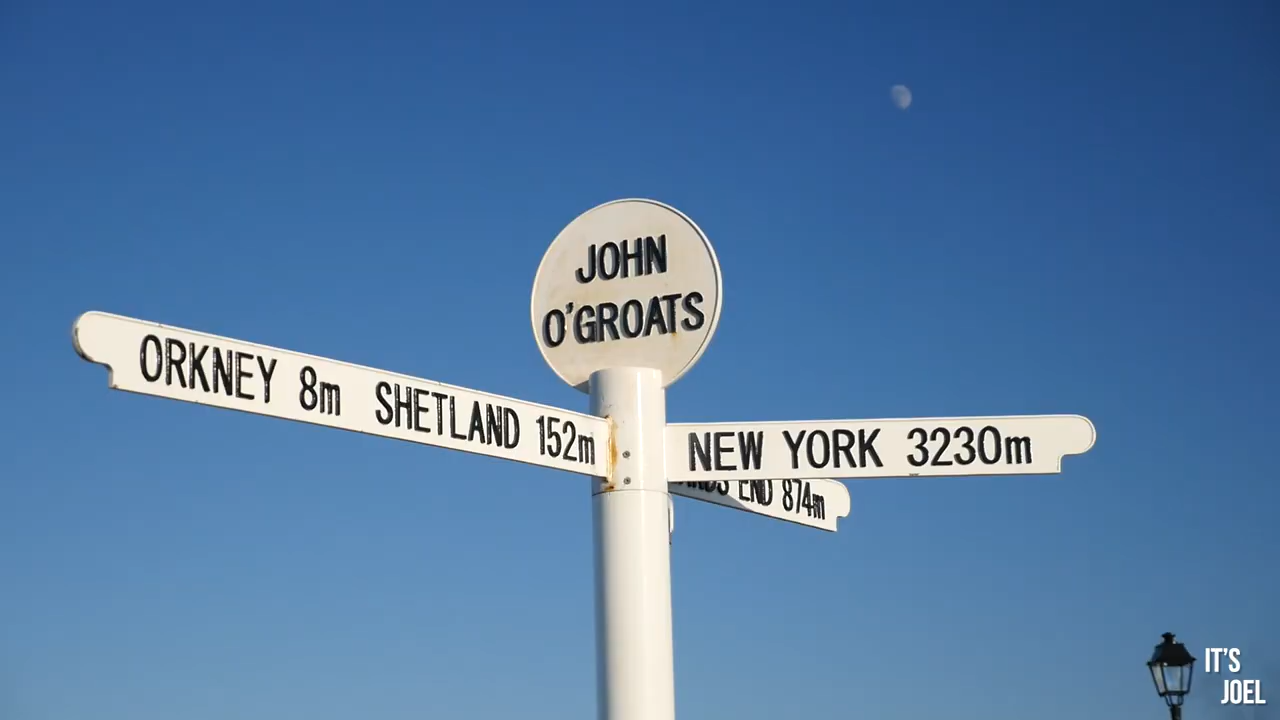 JOHN
O'GROATS
ORKNEY 8m SHETLAND 152m
NEW YORK 3230m
END 874m
IT'S
JOEL